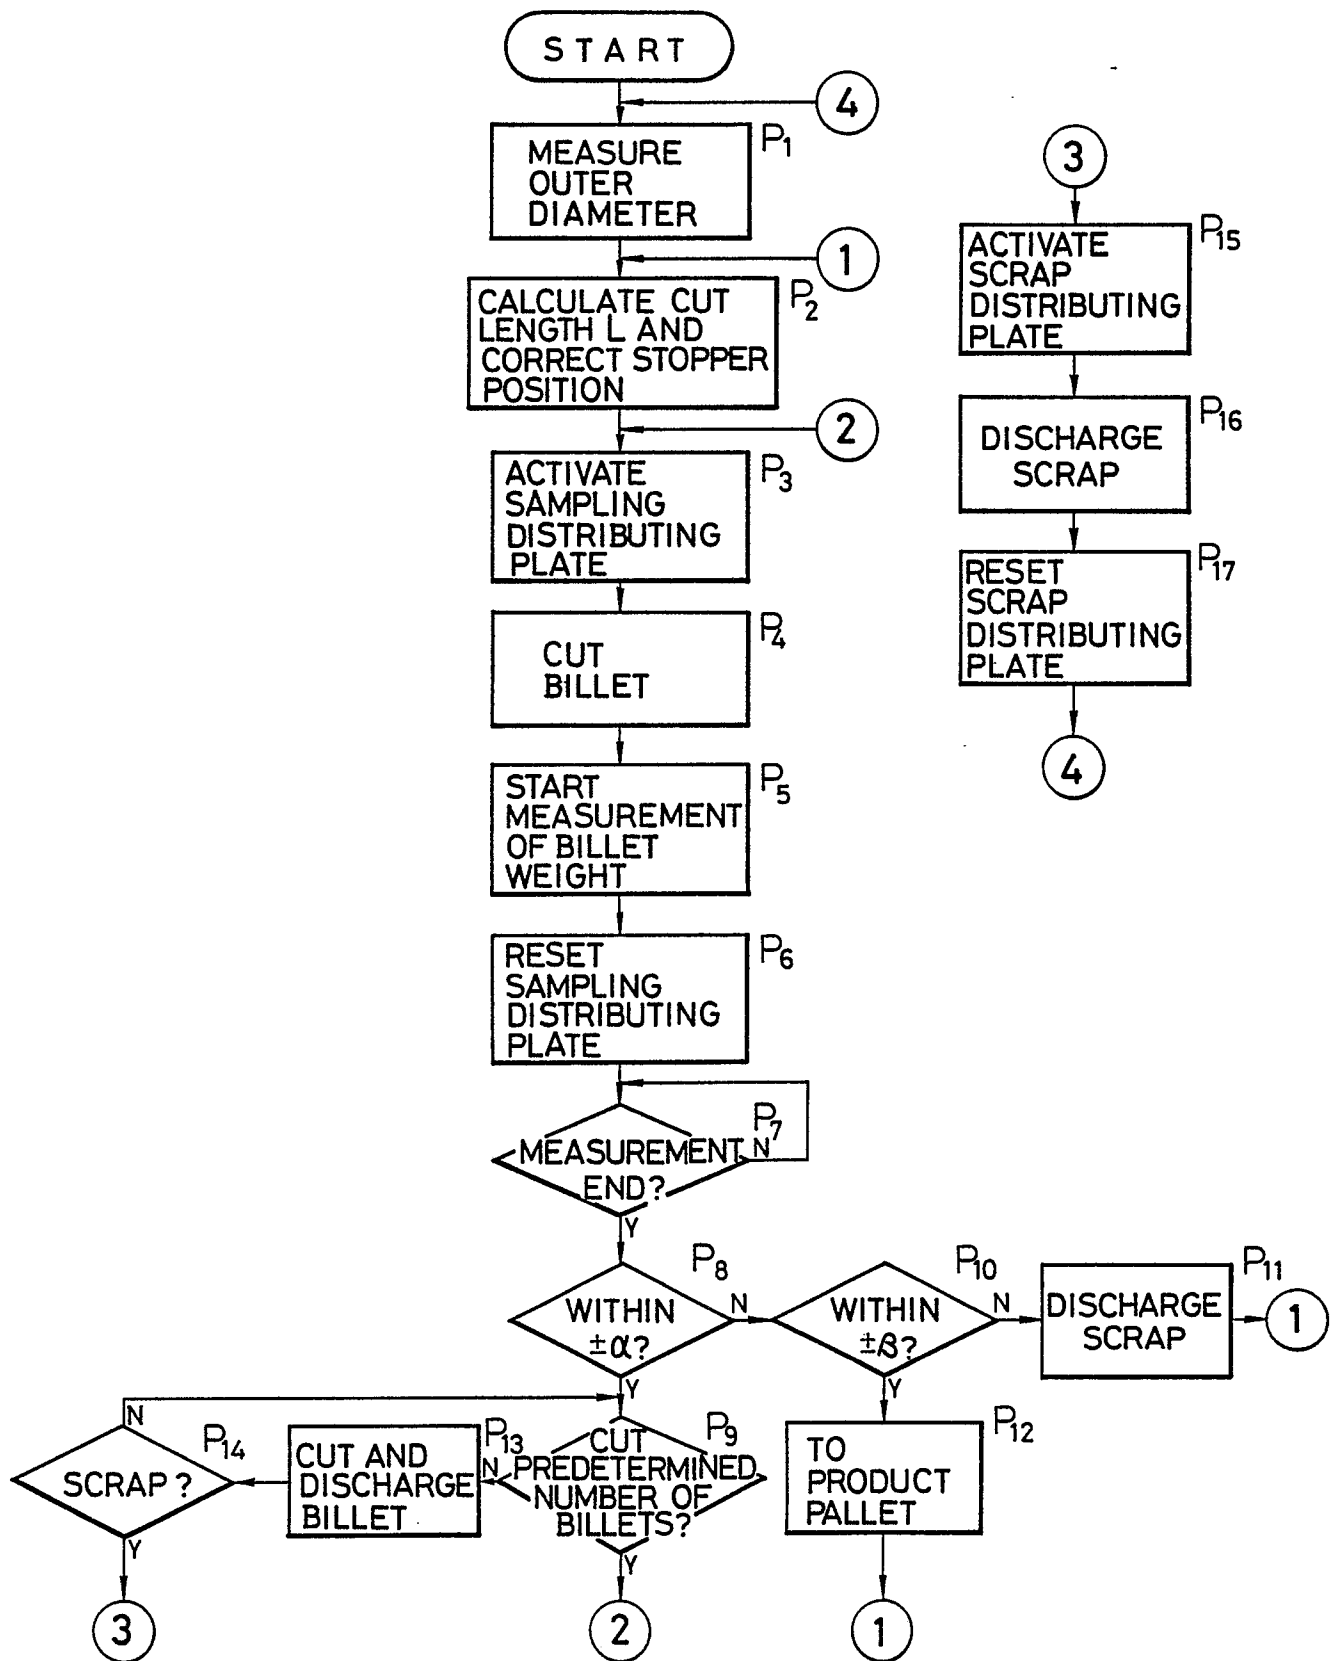 START
4
P1
MEASURE
OUTER
DIAMETER
1
P2
CALCULATE CUT
LENGTH L AND
CORRECT STOPPER
POSITION
2
P3
ACTIVATE
SAMPLING
DISTRIBUTING
PLATE
P4
CUT
BILLET
P5
START
MEASUREMENT
OF BILLET
WEIGHT
P6
RESET
SAMPLING
DISTRIBUTING
PLATE
P7
MEASUREMENT
END?
N
Y
P8
WITHIN
±α?
N
Y
P10
WITHIN
±β?
N
Y
P11
DISCHARGE
SCRAP
1
P9
CUT
PREDETERMINED
NUMBER OF
BILLETS?
N
Y
2
P13
CUT AND
DISCHARGE
BILLET
P14
SCRAP?
N
Y
3
P12
TO
PRODUCT
PALLET
1
3
P15
ACTIVATE
SCRAP
DISTRIBUTING
PLATE
P16
DISCHARGE
SCRAP
P17
RESET
SCRAP
DISTRIBUTING
PLATE
4